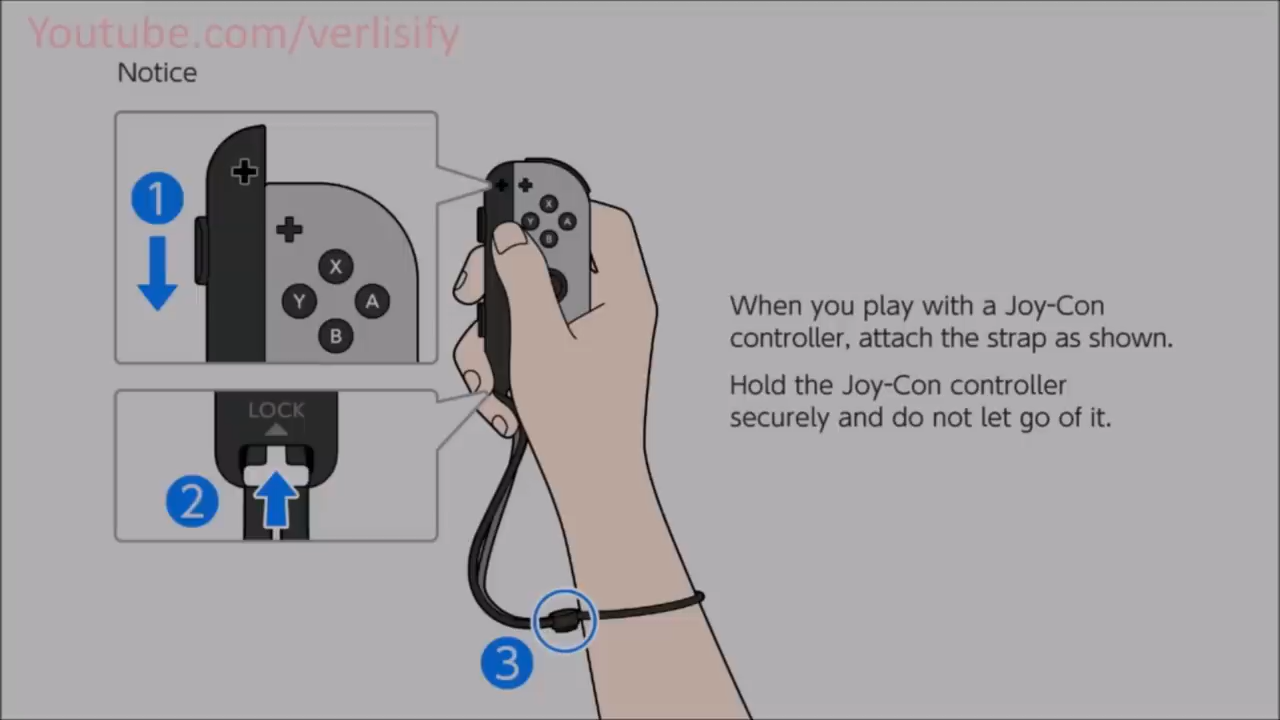 Youtube.com/verlisify
Notice
1
X
Y
A
B
LOCK
2
X
Y
A
B
3
When you play with a Joy-Con
controller, attach the strap as shown.
Hold the Joy-Con controller
securely and do not let go of it.